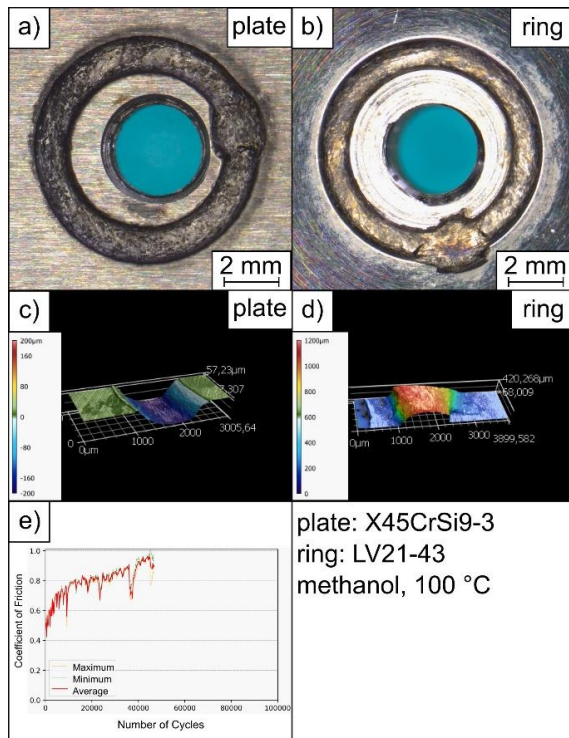 a) plate
b) ring
2 mm
2 mm
c) plate
200µm
160
80
0
-80
-160
-200
57,23µm
0
0µm
1000
2000
3005,64
d) ring
1200µm
1000
800
600
400
200
0
420,268µm
0µm
1000
2000
3000
3899,582
e)
Coefficient of Friction
1.0
0.8
0.6
0.4
0.2
0.0
Maximum
Minimum
Average
0
20000
40000
60000
80000
100000
Number of Cycles
plate: X45CrSi9-3
ring: LV21-43
methanol, 100 °C